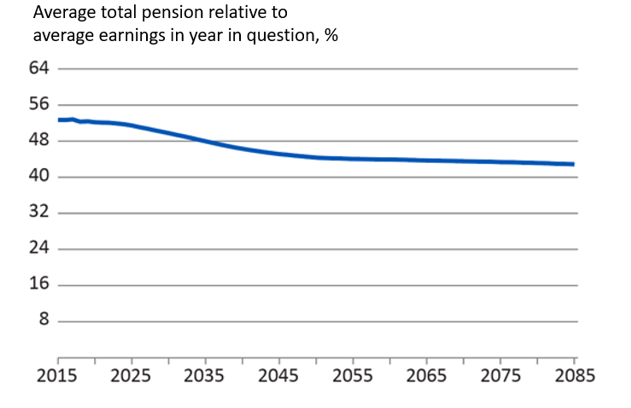 Average total pension relative to
average earnings in year in question, %
64
56
48
40
32
24
16
8
2015 2025 2035 2045 2055 2065 2075 2085